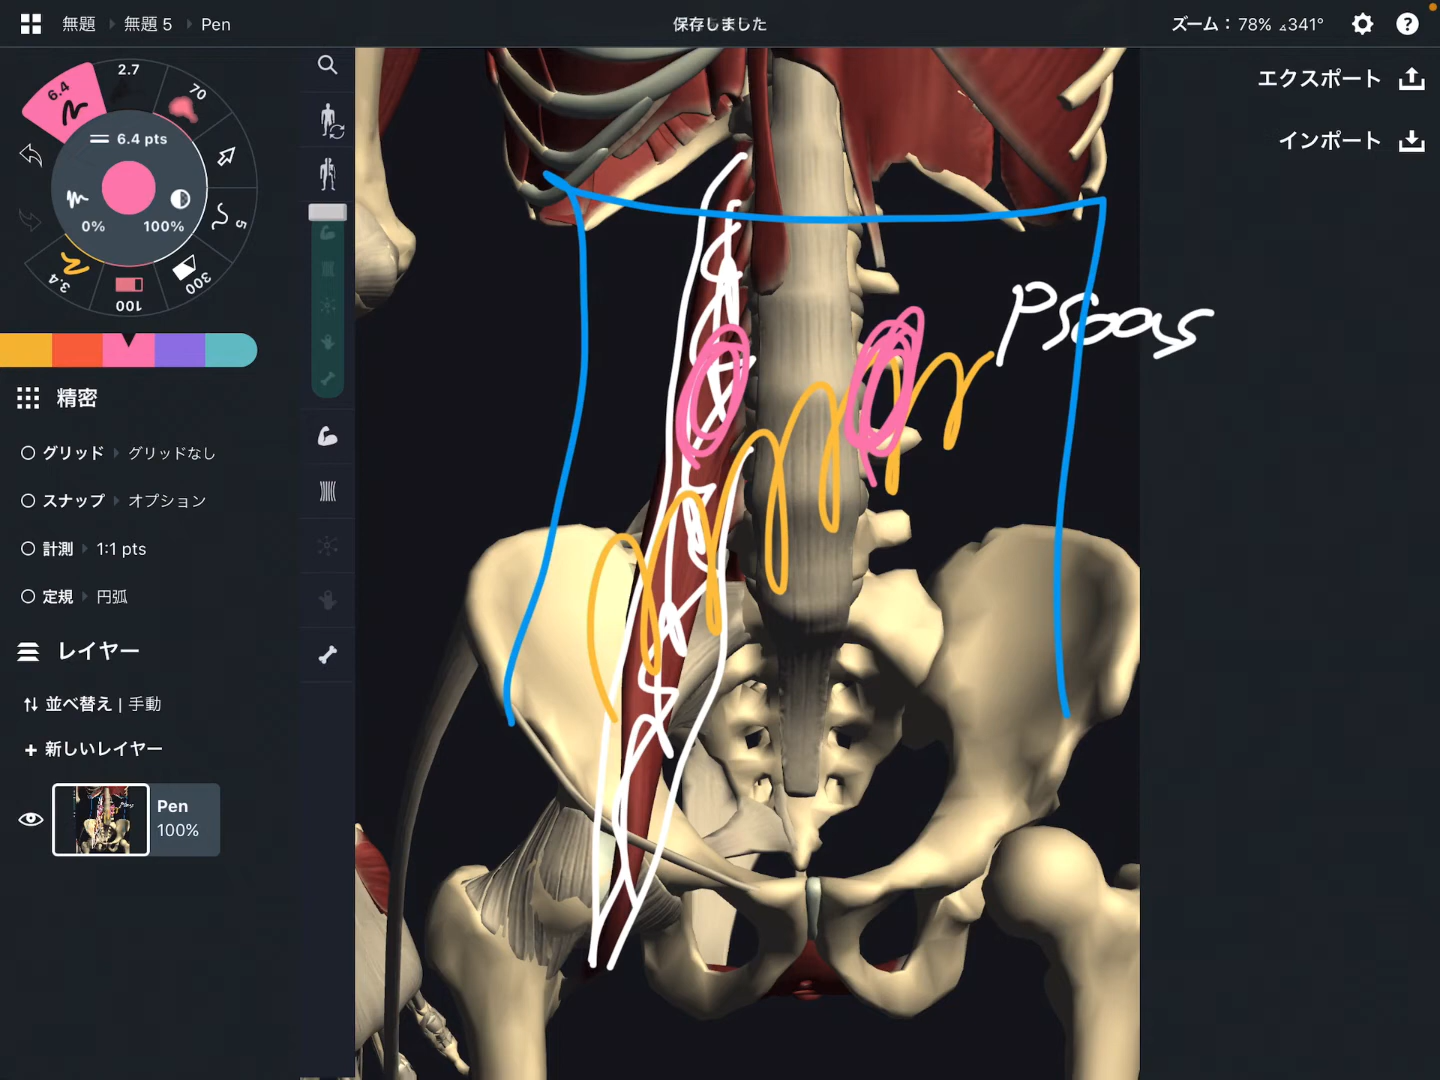 無題 無題 5 Pen
保存しました
ズーム： 78% ⊿341°
エクスポート
インポート
6.4
2.7
70
5
300
100
3.4
6.4 pts
0%
100%
精密
グリッド グリッドなし
スナップ オプション
計測 1:1 pts
定規 円弧
レイヤー
並べ替え | 手動
+ 新しいレイヤー
Pen
100%
Psoas